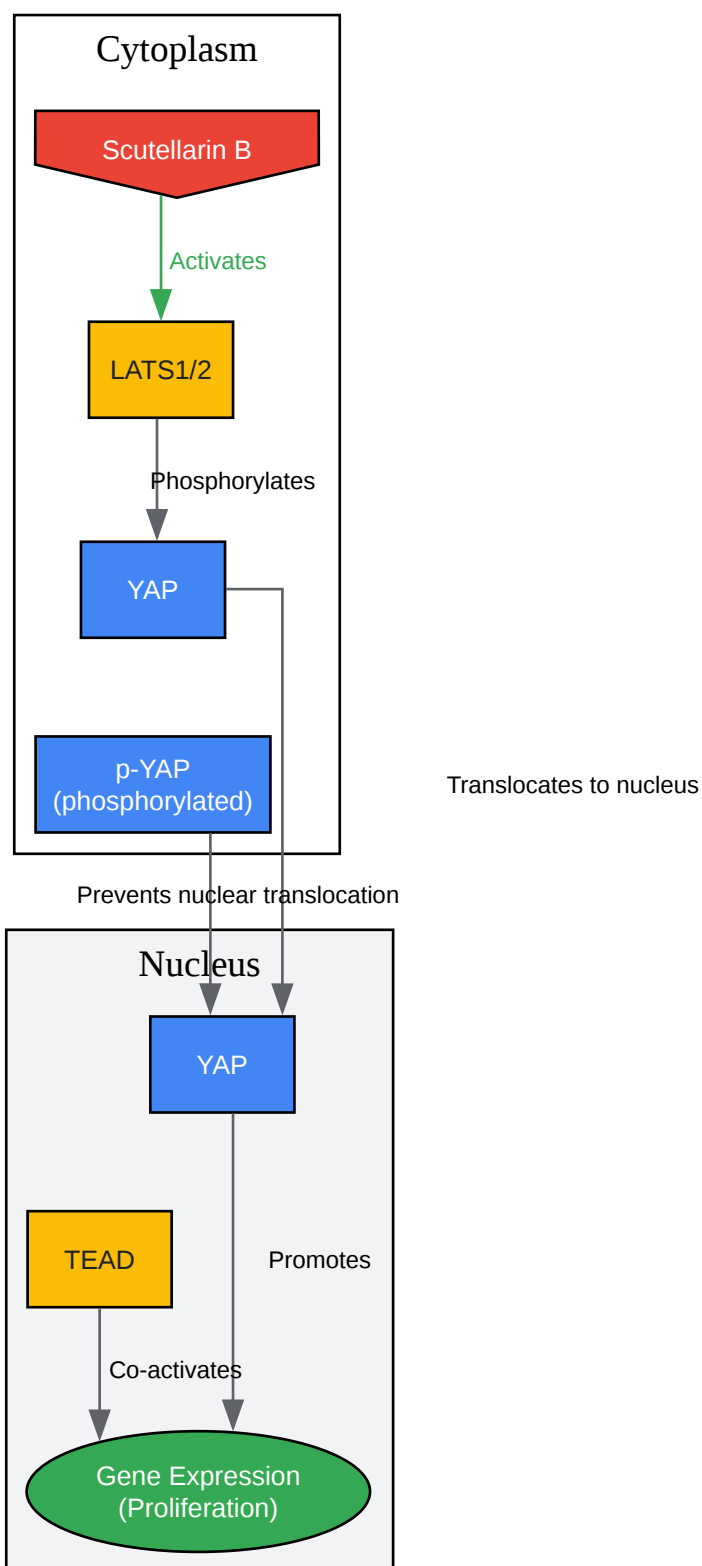 Cytoplasm
Scutellarin B
Activates
LATS1/2
Phosphorylates
YAP
p-YAP
(phosphorylated)
Translocates to nucleus
Prevents nuclear translocation
Nucleus
YAP
TEAD
Promotes
Co-activates
Gene Expression
(Proliferation)